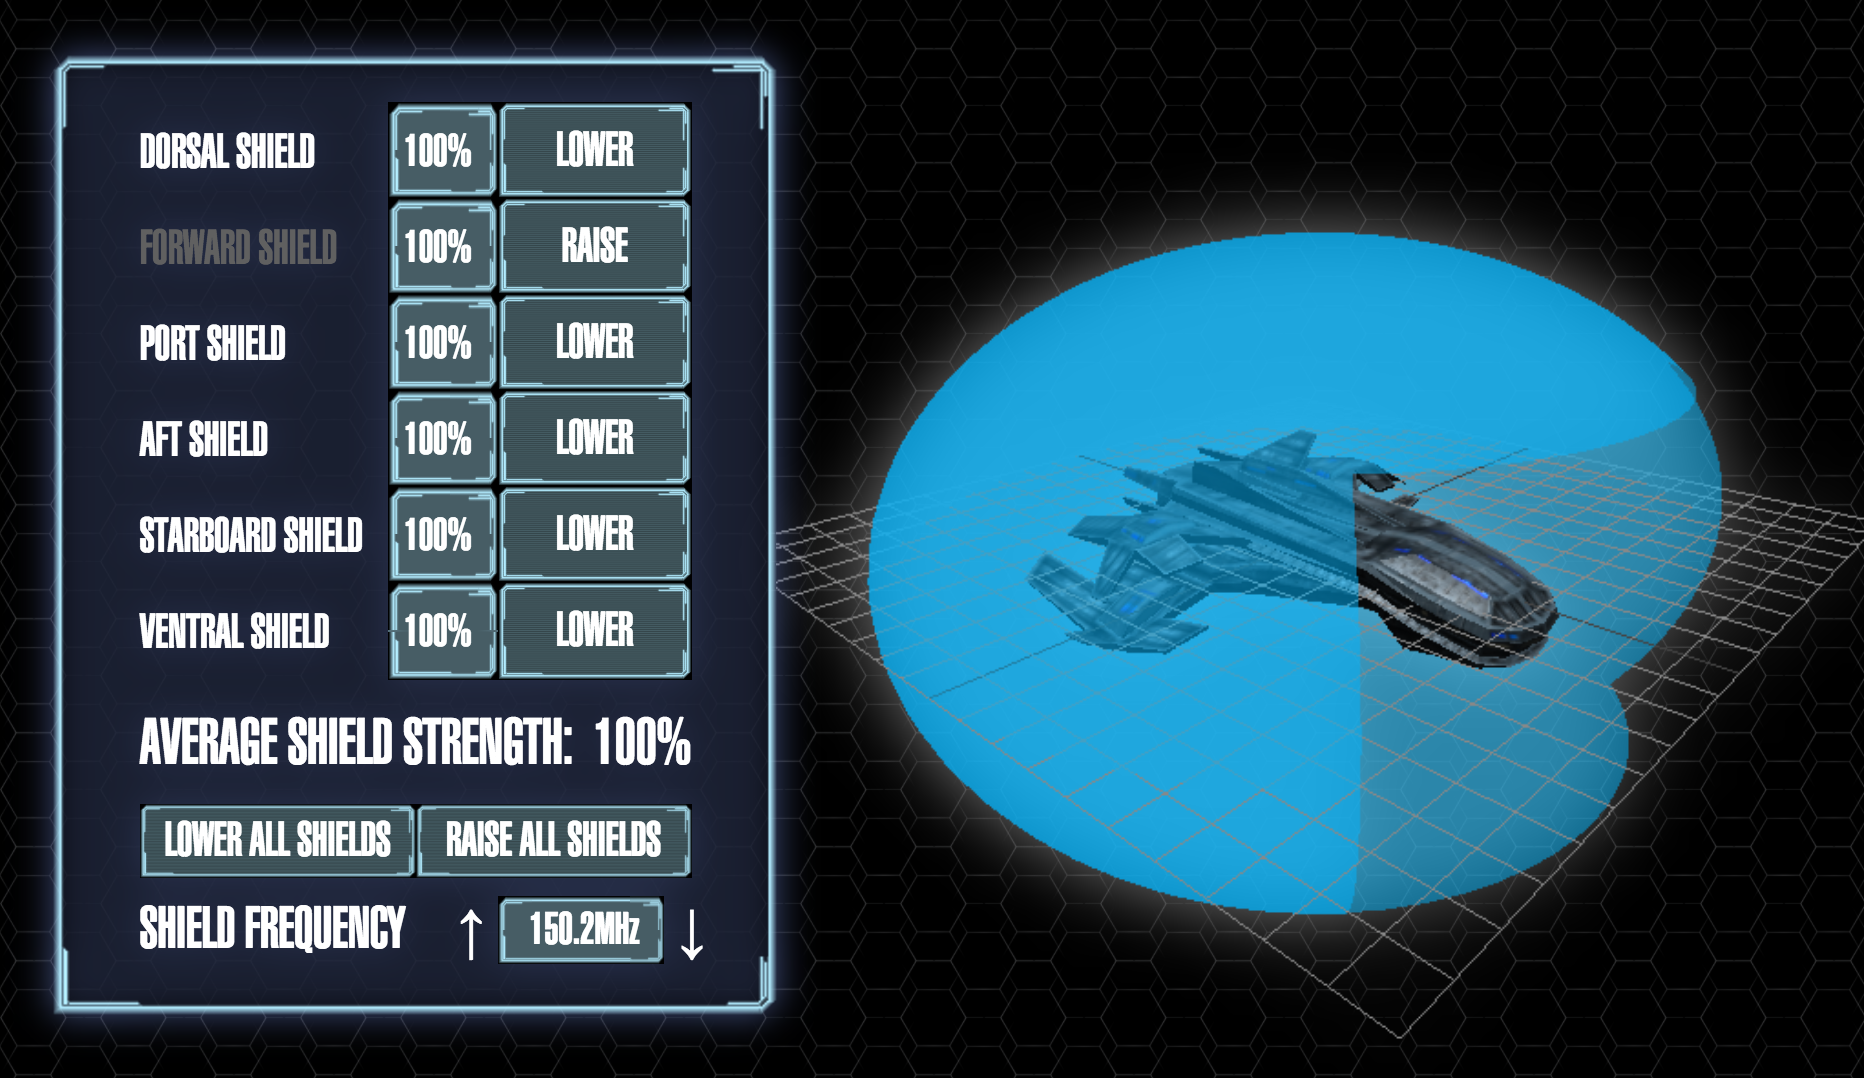 DORSAL SHIELD 100% LOWER
FORWARD SHIELD 100% RAISE
PORT SHIELD 100% LOWER
AFT SHIELD 100% LOWER
STARBOARD SHIELD 100% LOWER
VENTRAL SHIELD 100% LOWER
AVERAGE SHIELD STRENGTH: 100%
LOWER ALL SHIELDS RAISE ALL SHIELDS
SHIELD FREQUENCY ↑ 150.2MHz ↓